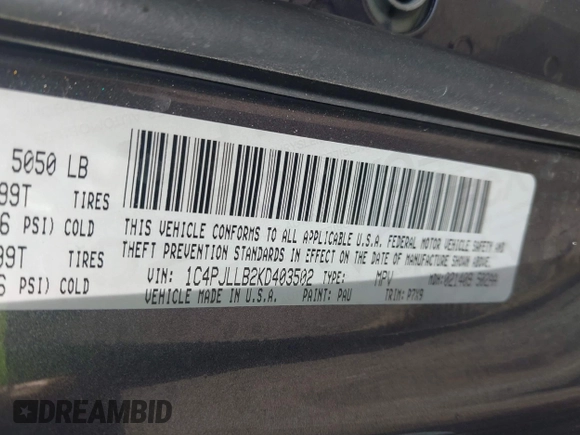 5050 LB
99T TIRES
6 PSI) COLD
99T TIRES
6 PSI) COLD
THIS VEHICLE CONFORMS TO ALL APPLICABLE U.S.A. FEDERAL MOTOR VEHICLE SAFETY AND
THEFT PREVENTION STANDARDS IN EFFECT ON THE DATE OF MANUFACTURE SHOWN ABOVE.
VIN: 1C4PJLLB2KD403502 TYPE: MPV MDH:
VEHICLE MADE IN U.S.A. PAINT: PAU TRIM: P7X9
DREAMBID